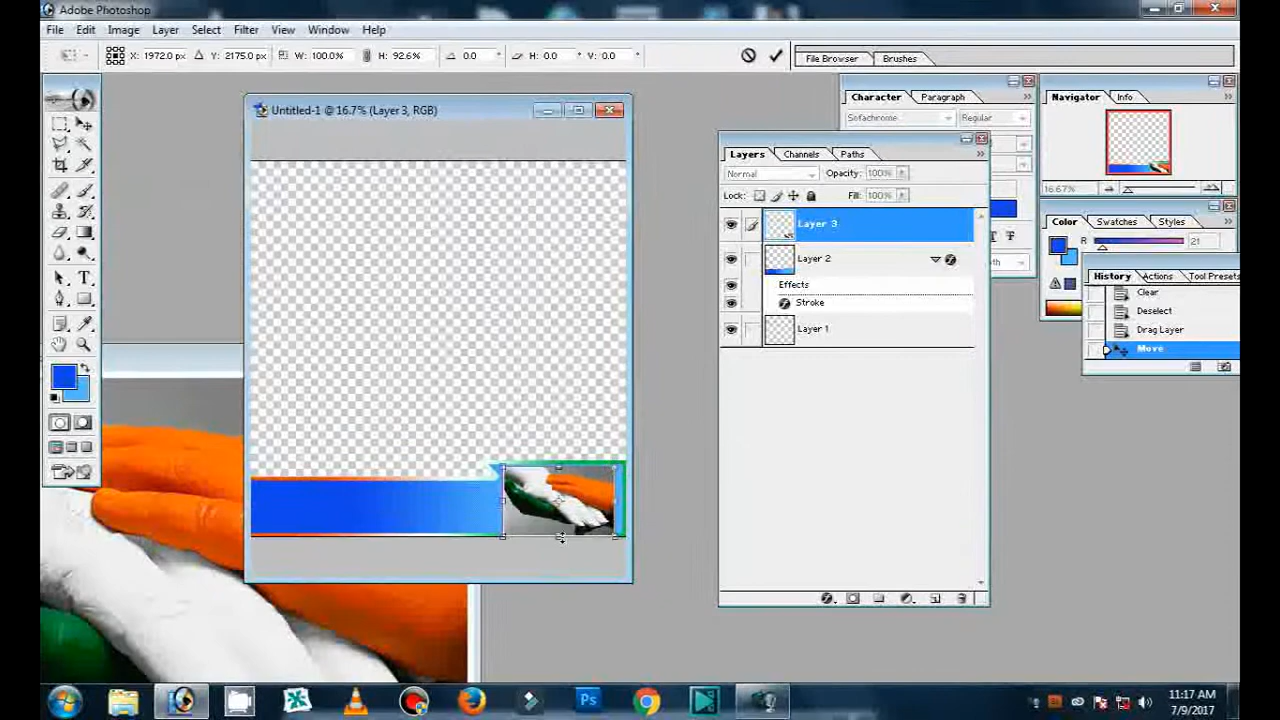 Adobe Photoshop
File Edit Image Layer Select Filter View Window Help
X: 1972.0 px Y: 2175.0 px W: 100.0% H: 92.6% 0.0 ° H: 0.0 ° V: 0.0 °
File Browser Brushes
Untitled-1 @ 16.7% (Layer 3, RGB)
Character Paragraph
Sofachrome Regular
Navigator Info
16.67%
Layers Channels Paths
Normal Opacity: 100%
Lock: Fill: 100%
Layer 3
Layer 2
Effects
Stroke
Layer 1
Color Swatches Styles
R 21
History Actions Tool Presets
Clear
Deselect
Drag Layer
Move
Ps
11:17 AM
7/9/2017